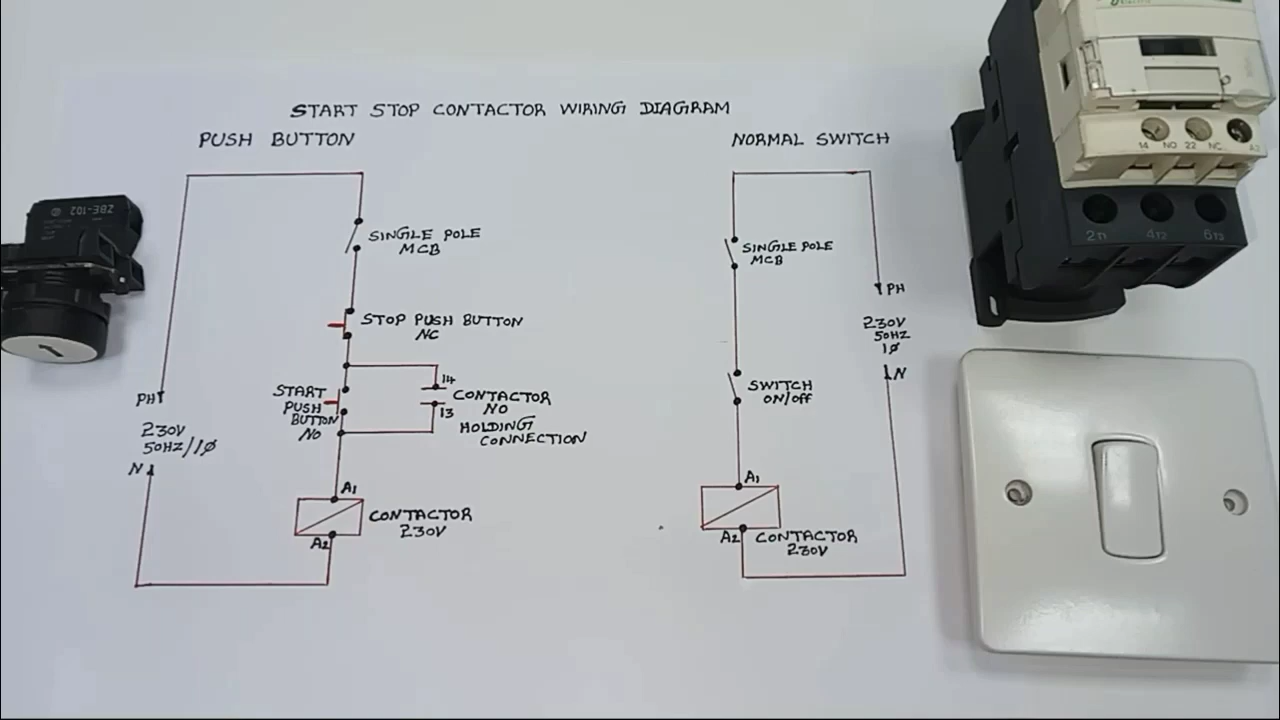 START STOP CONTACTOR WIRING DIAGRAM
PUSH BUTTON
NORMAL SWITCH
ZBE-102
SINGLE POLE
MCB
STOP PUSH BUTTON
NC
START
PUSH
BUTTON
NO
14
13
CONTACTOR
NO
HOLDING
CONNECTION
PH
230V
50HZ/1Ø
N
A1
A2
CONTACTOR
230V
SINGLE POLE
MCB
PH
230V
50HZ
1Ø
N
SWITCH
ON/Off
A1
A2
CONTACTOR
230V
14 NO 22 NC
2T1 4T2 6T3